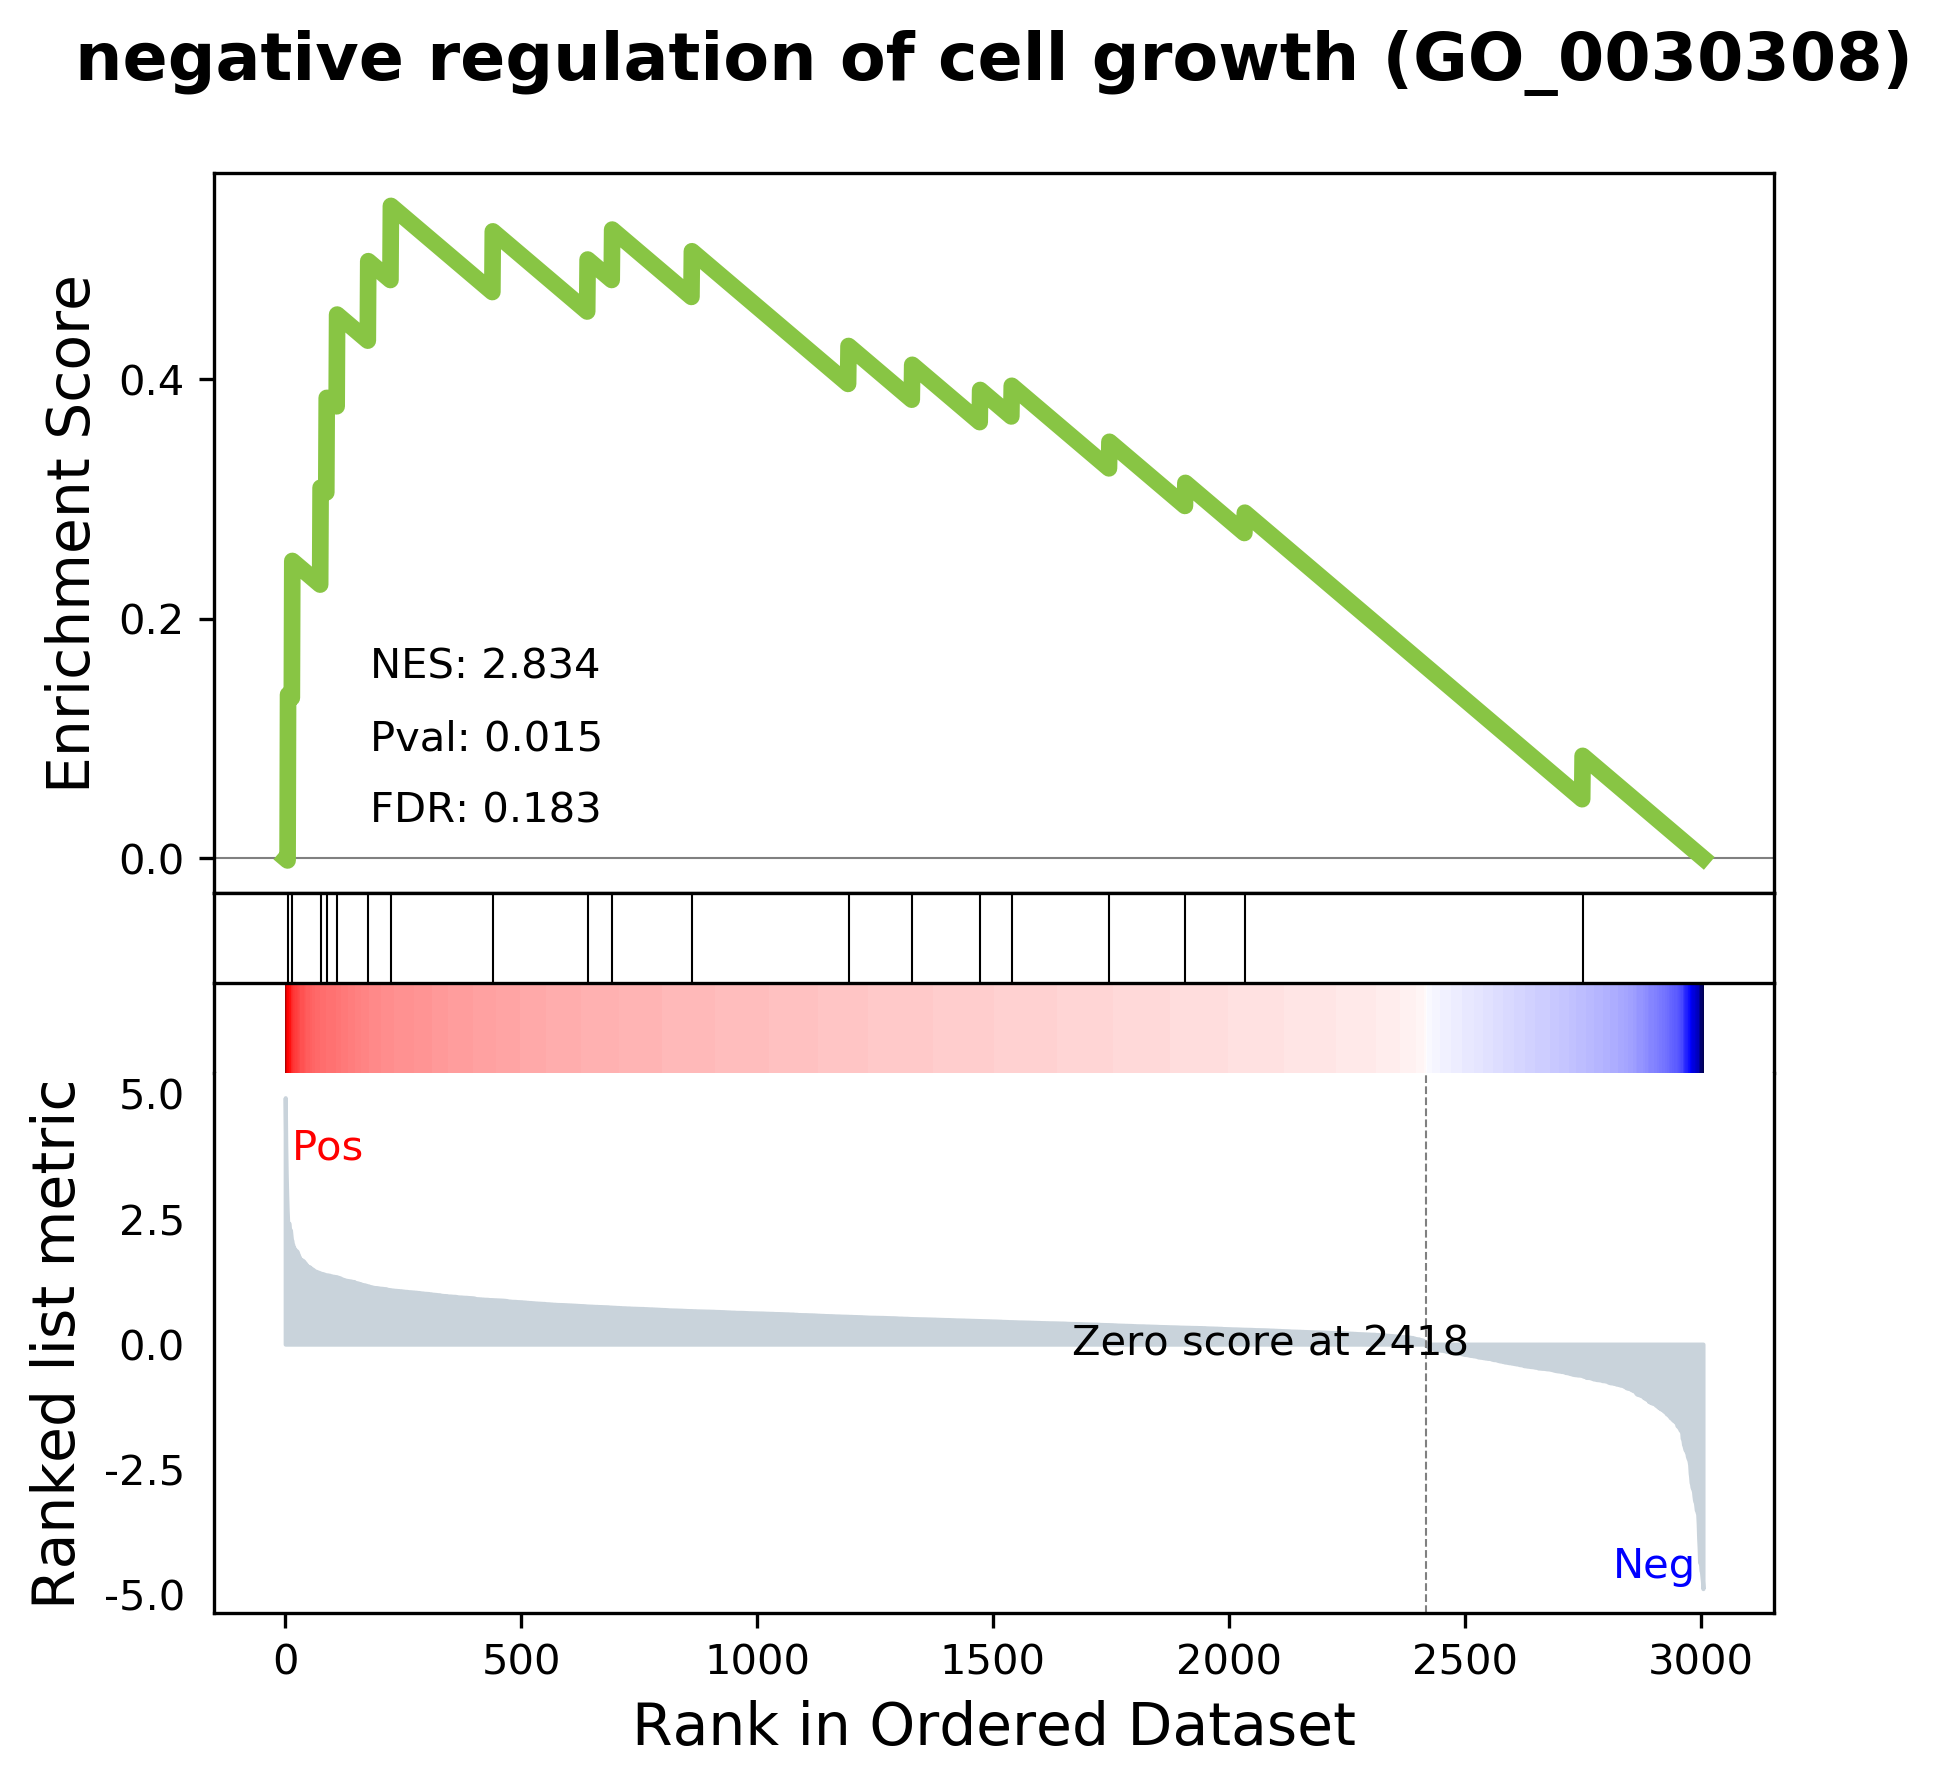 negative regulation of cell growth (GO_0030308)
Enrichment Score
0.4
0.2
0.0
NES: 2.834
Pval: 0.015
FDR: 0.183
Ranked list metric
5.0
2.5
0.0
-2.5
-5.0
Pos
Zero score at 2418
Neg
0 500 1000 1500 2000 2500 3000
Rank in Ordered Dataset